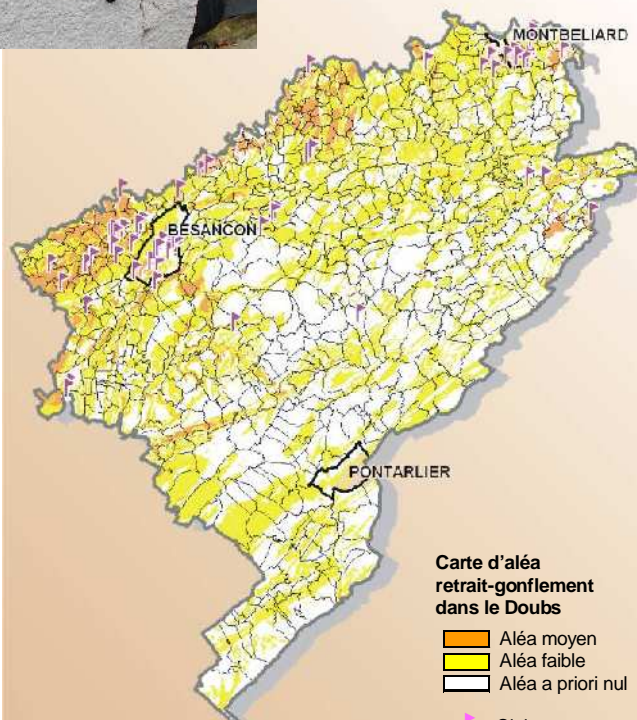 MONTBELIARD
BESANCON
PONTARLIER
Carte d'aléa
retrait-gonflement
dans le Doubs
Aléa moyen
Aléa faible
Aléa a priori nul